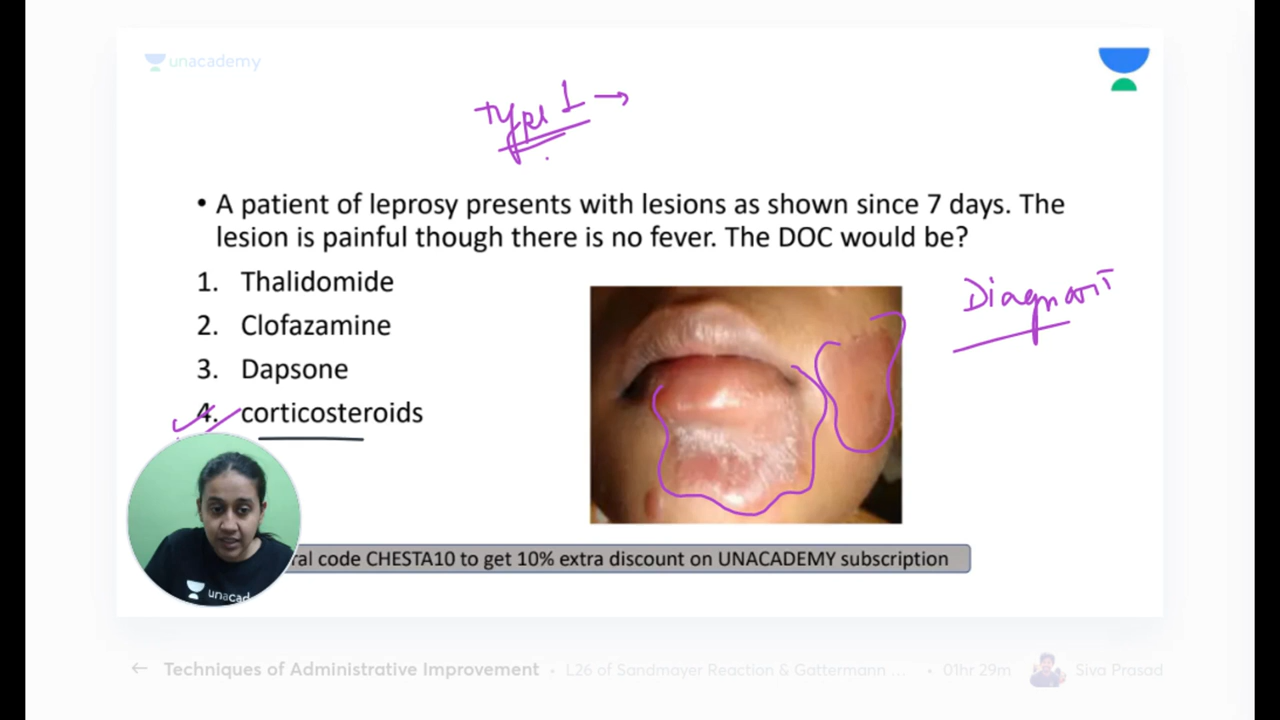 unacademy
Type 1 →
• A patient of leprosy presents with lesions as shown since 7 days. The
lesion is painful though there is no fever. The DOC would be?
1. Thalidomide
2. Clofazamine
3. Dapsone
4. corticosteroids
Diagnosis
unacad
ral code CHESTA10 to get 10% extra discount on UNACADEMY subscription
← Techniques of Administrative Improvement • L26 of Sandmayer Reaction & Gattermann ... • 01hr 29m Siva Prasad